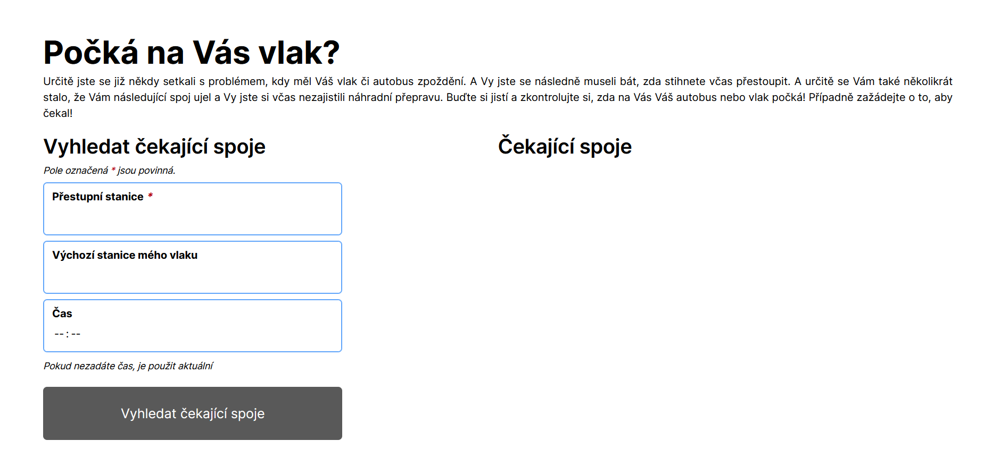 Počká na Vás vlak?
Určitě jste se již někdy setkali s problémem, kdy měl Váš vlak či autobus zpoždění. A Vy jste se následně museli bát, zda stihnete včas přestoupit. A určitě se Vám také několikrát
stalo, že Vám následující spoj ujel a Vy jste si včas nezajistili náhradní přepravu. Buďte si jistí a zkontrolujte si, zda na Vás Váš autobus nebo vlak počká! Případně zažádejte o to, aby
čekal!
Vyhledat čekající spoje
Pole označená * jsou povinná.
Přestupní stanice *
Výchozí stanice mého vlaku
Čas
-- : --
Pokud nezadáte čas, je použit aktuální
Vyhledat čekající spoje
Čekající spoje